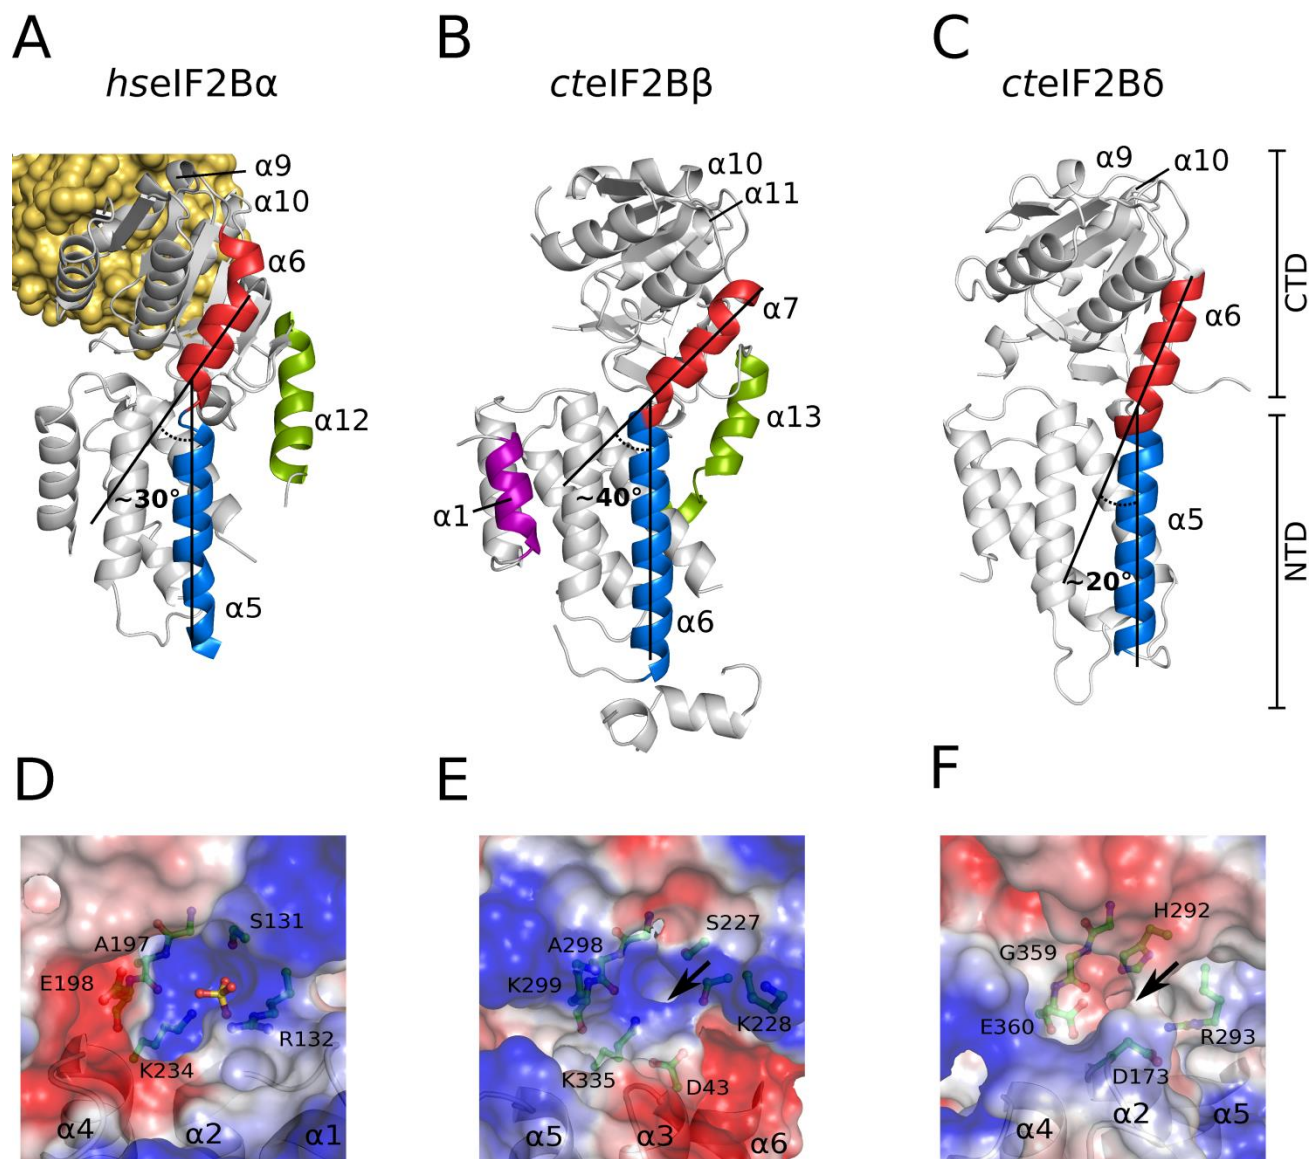 A
B
C
hseIF2Bα
cteIF2Bβ
cteIF2Bδ
α9
α10
α6
α12
~30°
α5
α10
α11
α7
α13
α1
~40°
α6
α9
α10
α6
α5
~20°
CTD
NTD
D
E
F
S131
A197
E198
R132
K234
α4
α2
α1
S227
A298
K299
K228
K335
D43
α5
α3
α6
H292
G359
E360
R293
D173
α4
α2
α5